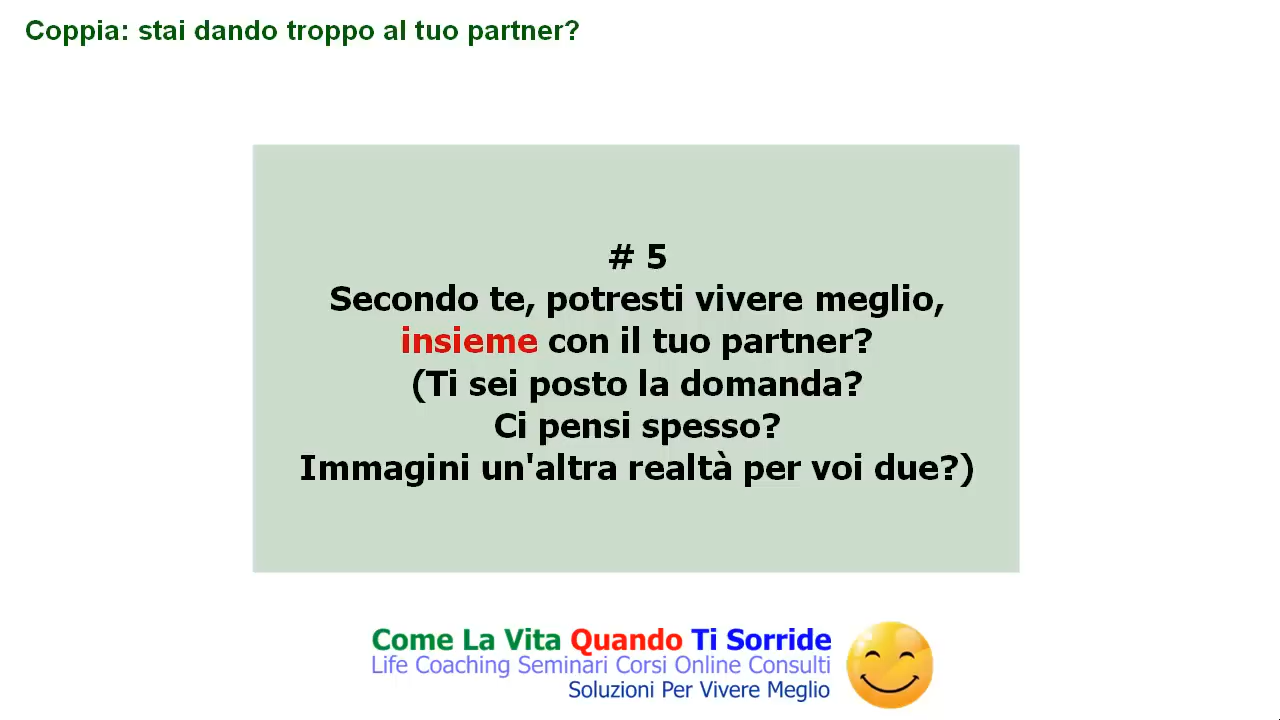 Coppia: stai dando troppo al tuo partner?
# 5
Secondo te, potresti vivere meglio,
insieme con il tuo partner?
(Ti sei posto la domanda?
Ci pensi spesso?
Immagini un'altra realtà per voi due?)
Come La Vita Quando Ti Sorride
Life Coaching Seminari Corsi Online Consulti
Soluzioni Per Vivere Meglio